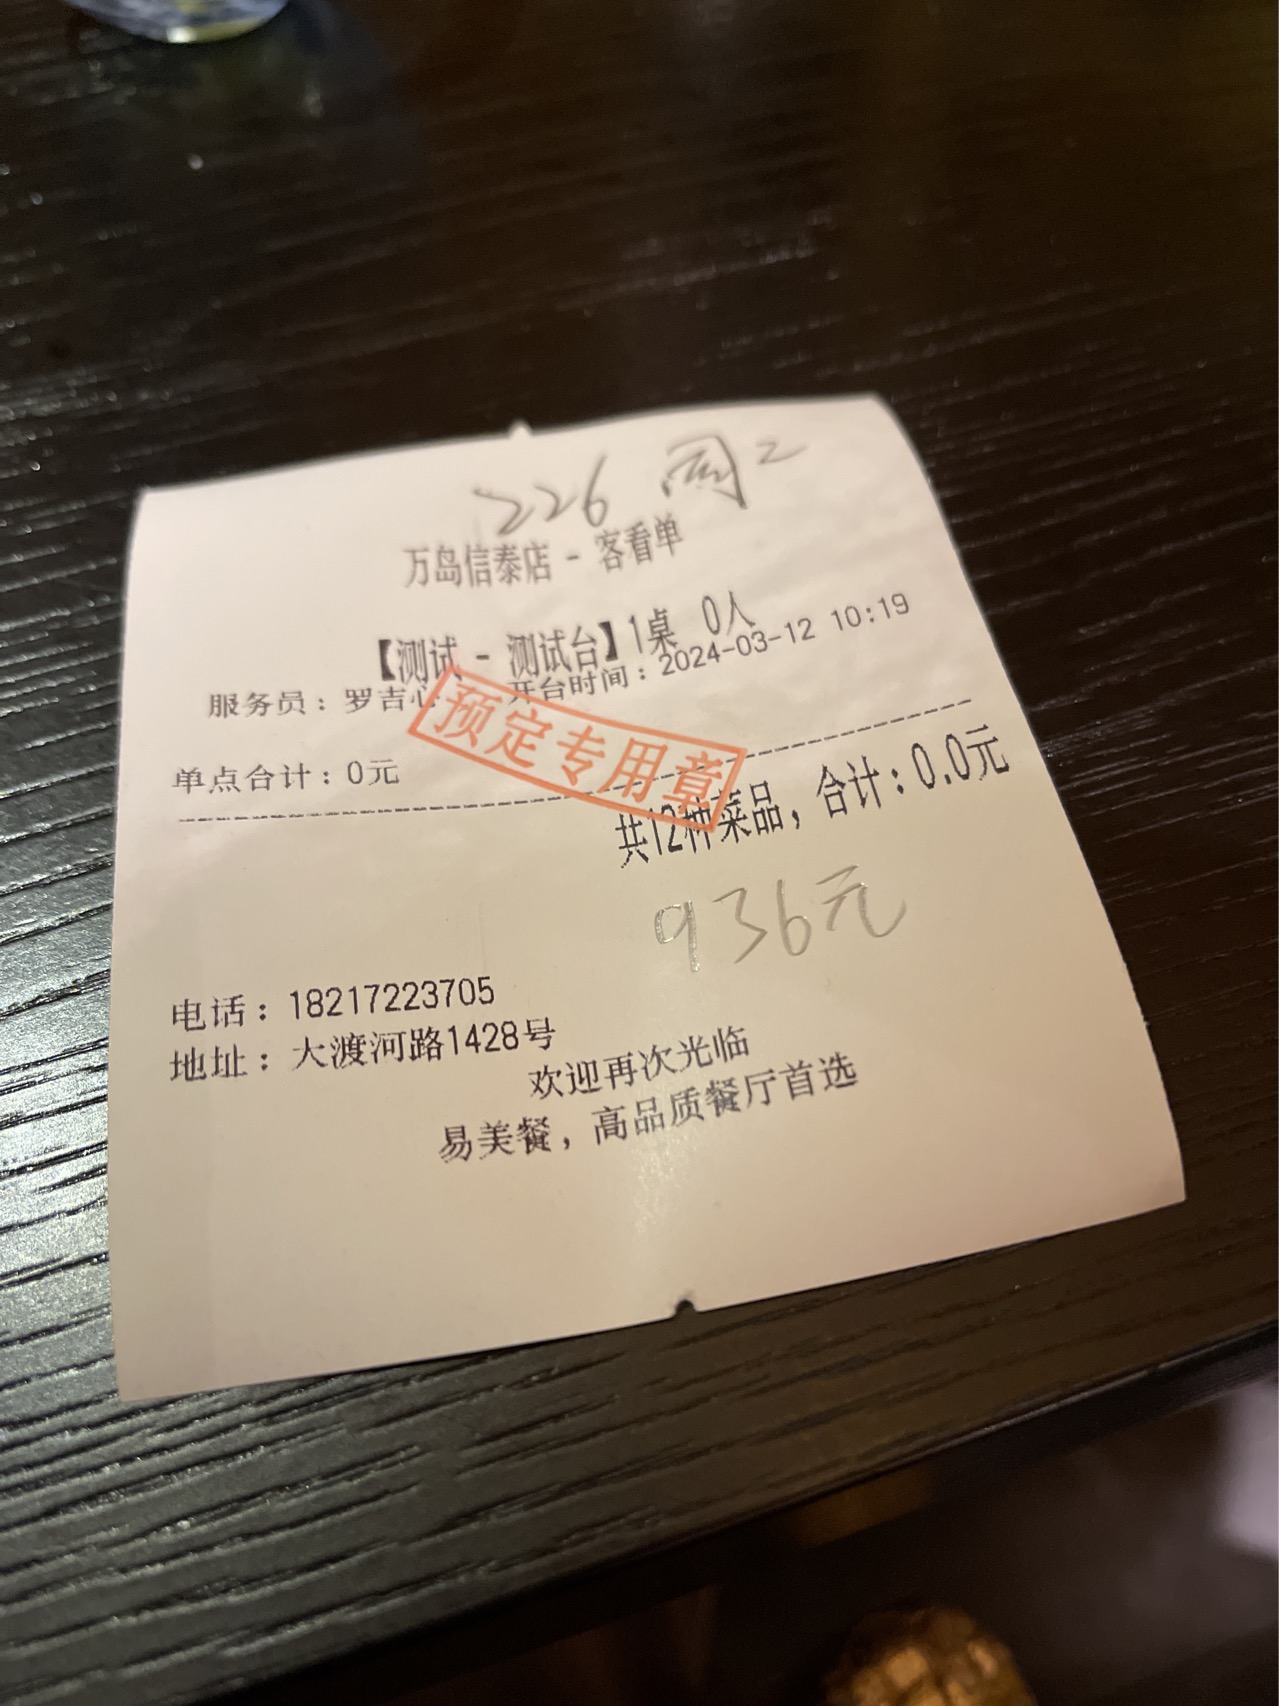 226 周二
万岛信泰店 - 客看单
【测试 - 测试台】1桌 0人
服务员：罗吉心 开台时间：2024-03-12 10:19
预定专用章
单点合计：0元
共12种菜品，合计：0.0元
936元
电话：18217223705
地址：大渡河路1428号
欢迎再次光临
易美餐，高品质餐厅首选